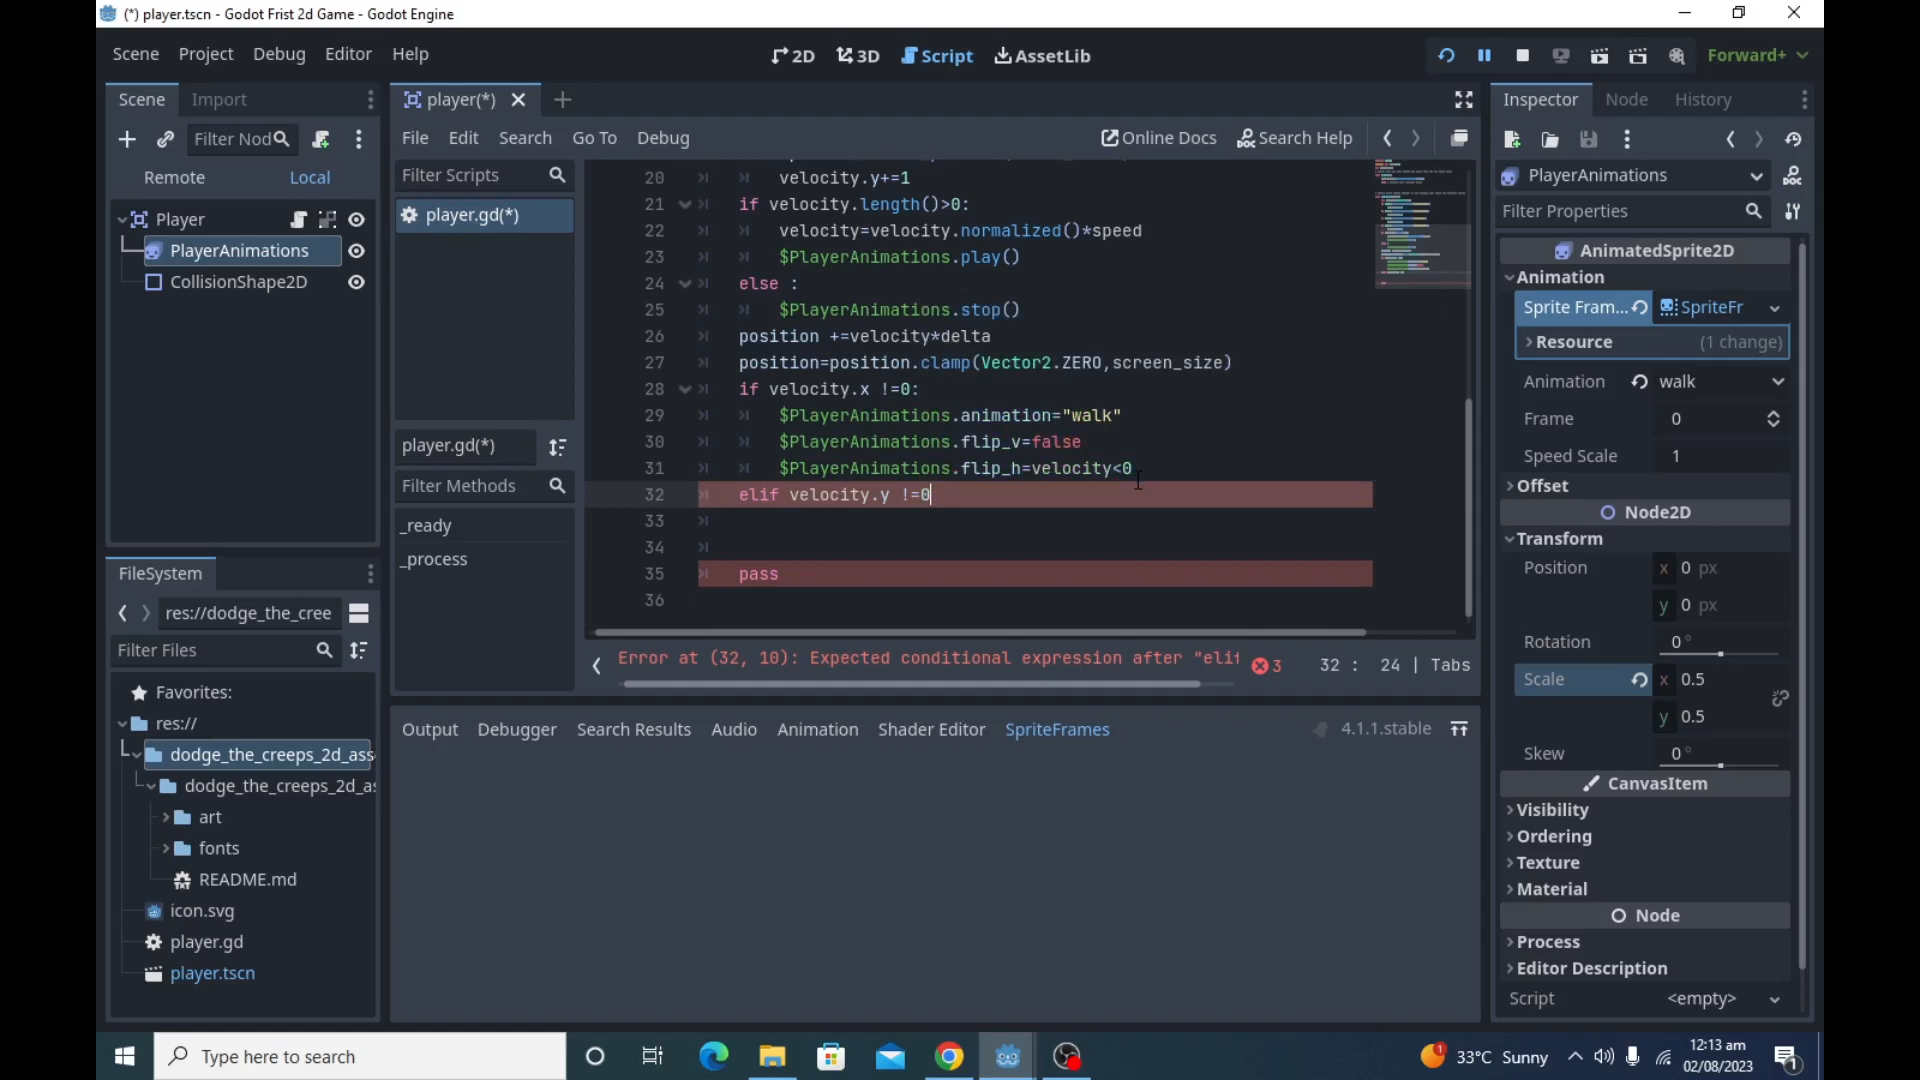 (*) player.tscn - Godot Frist 2d Game - Godot Engine
Scene Project Debug Editor Help
2D 3D Script AssetLib
Forward+
Scene Import
Filter Nod
Remote Local
Player
PlayerAnimations
CollisionShape2D
FileSystem
res://dodge_the_cree
Filter Files
Favorites:
res://
dodge_the_creeps_2d_ass
dodge_the_creeps_2d_a
art
fonts
README.md
icon.svg
player.gd
player.tscn
player(*)
File Edit Search Go To Debug
Online Docs Search Help
Filter Scripts
player.gd(*)
player.gd(*)
Filter Methods
_ready
_process
20 velocity.y+=1
21 if velocity.length()>0:
22 velocity=velocity.normalized()*speed
23 $PlayerAnimations.play()
24 else :
25 $PlayerAnimations.stop()
26 position +=velocity*delta
27 position=position.clamp(Vector2.ZERO,screen_size)
28 if velocity.x !=0:
29 $PlayerAnimations.animation="walk"
30 $PlayerAnimations.flip_v=false
31 $PlayerAnimations.flip_h=velocity<0
32 elif velocity.y !=0
33
34
35 pass
36
Error at (32, 10): Expected conditional expression after "elif
3 32 : 24 | Tabs
Output Debugger Search Results Audio Animation Shader Editor SpriteFrames
4.1.1.stable
Inspector Node History
PlayerAnimations
Filter Properties
AnimatedSprite2D
Animation
Sprite Fram... SpriteFr
Resource (1 change)
Animation walk
Frame 0
Speed Scale 1
Offset
Node2D
Transform
Position x 0 px
y 0 px
Rotation 0 °
Scale x 0.5
y 0.5
Skew 0 °
CanvasItem
Visibility
Ordering
Texture
Material
Node
Process
Editor Description
Script <empty>
Type here to search
1 33°C Sunny
12:13 am
02/08/2023
1